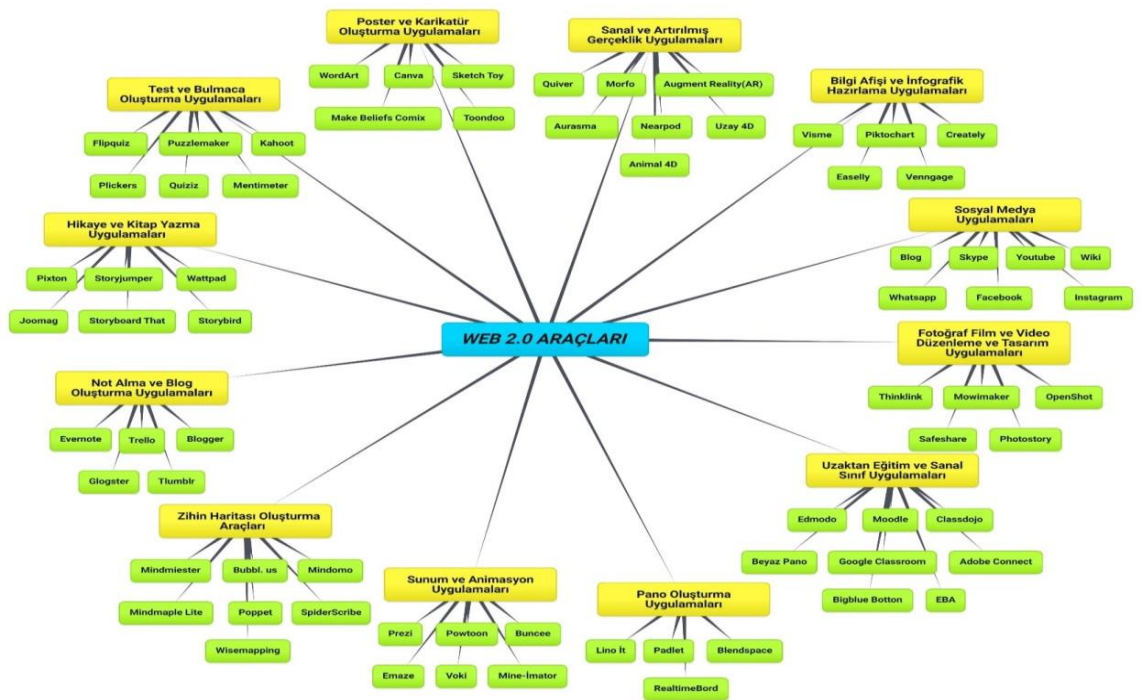 Poster ve Karikatür
Oluşturma Uygulamaları
WordArt
Canva
Sketch Toy
Make Beliefs Comix
Toondoo
Sanal ve Artırılmış
Gerçeklik Uygulamaları
Quiver
Morfo
Augment Reality(AR)
Aurasma
Nearpod
Uzay 4D
Animal 4D
Bilgi Afişi ve İnfografik
Hazırlama Uygulamaları
Visme
Piktochart
Creately
Easelly
Venngage
Test ve Bulmaca
Oluşturma Uygulamaları
Flipquiz
Puzzlemaker
Kahoot
Plickers
Quiziz
Mentimeter
Sosyal Medya
Uygulamaları
Blog
Skype
Youtube
Wiki
Whatsapp
Facebook
Instagram
Hikaye ve Kitap Yazma
Uygulamaları
Pixton
Storyjumper
Wattpad
Joomag
Storyboard That
Storybird
WEB 2.0 ARAÇLARI
Fotoğraf Film ve Video
Düzenleme ve Tasarım
Uygulamaları
Thinklink
Mowimaker
OpenShot
Safeshare
Photostory
Not Alma ve Blog
Oluşturma Uygulamaları
Evernote
Trello
Blogger
Glogster
Tlumblr
Uzaktan Eğitim ve Sanal
Sınıf Uygulamaları
Edmodo
Moodle
Classdojo
Beyaz Pano
Google Classroom
Adobe Connect
Bigblue Botton
EBA
Zihin Haritası Oluşturma
Araçları
Mindmiester
Bubbl. us
Mindomo
Mindmaple Lite
Poppet
SpiderScribe
Wisemapping
Sunum ve Animasyon
Uygulamaları
Prezi
Powtoon
Buncee
Emaze
Voki
Mine-İmator
Pano Oluşturma
Uygulamaları
Lino İt
Padlet
Blendspace
RealtimeBord